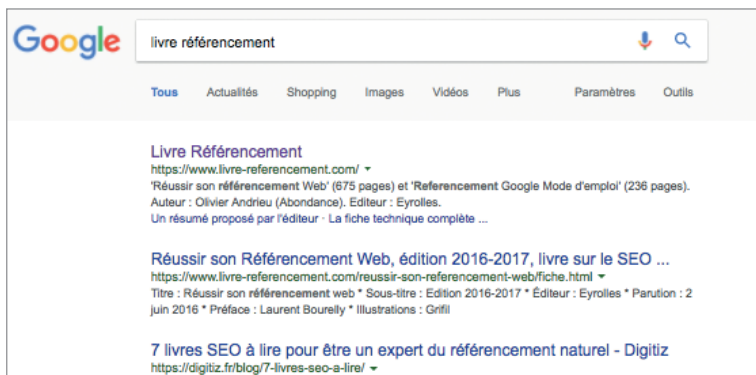 Google
livre référencement
Tous Actualités Shopping Images Vidéos Plus Paramètres Outils
Livre Référencement
https://www.livre-referencement.com/
'Réussir son référencement Web' (675 pages) et 'Referencement Google Mode d'emploi' (236 pages).
Auteur : Olivier Andrieu (Abondance). Editeur : Eyrolles.
Un résumé proposé par l'éditeur · La fiche technique complète ...
Réussir son Référencement Web, édition 2016-2017, livre sur le SEO ...
https://www.livre-referencement.com/reussir-son-referencement-web/fiche.html
Titre : Réussir son référencement web * Sous-titre : Edition 2016-2017 * Éditeur : Eyrolles * Parution : 2
juin 2016 * Préface : Laurent Bourelly * Illustrations : Grifil
7 livres SEO à lire pour être un expert du référencement naturel - Digitiz
https://digitiz.fr/blog/7-livres-seo-a-lire/